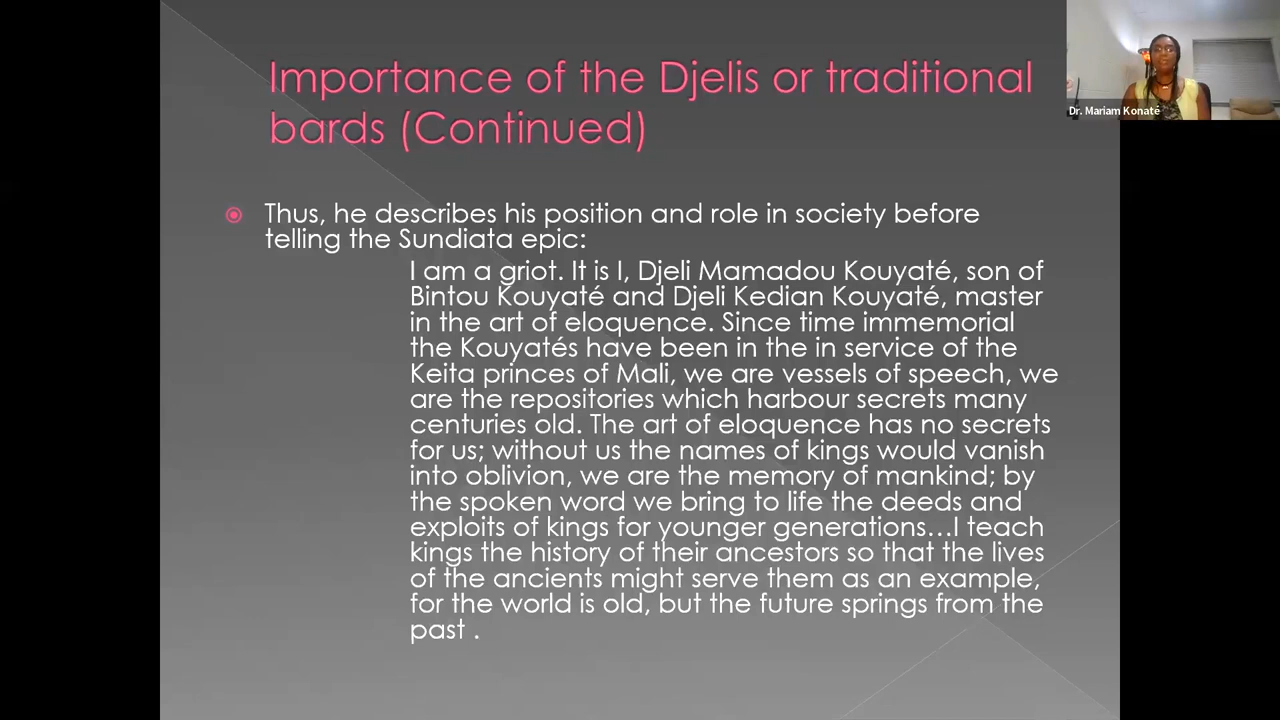 Importance of the Djelis or traditional
bards (Continued)
Dr. Mariam Konaté
Thus, he describes his position and role in society before
telling the Sundiata epic:
I am a griot. It is I, Djeli Mamadou Kouyaté, son of
Bintou Kouyaté and Djeli Kedian Kouyaté, master
in the art of eloquence. Since time immemorial
the Kouyatés have been in the in service of the
Keita princes of Mali, we are vessels of speech, we
are the repositories which harbour secrets many
centuries old. The art of eloquence has no secrets
for us; without us the names of kings would vanish
into oblivion, we are the memory of mankind; by
the spoken word we bring to life the deeds and
exploits of kings for younger generations…I teach
kings the history of their ancestors so that the lives
of the ancients might serve them as an example,
for the world is old, but the future springs from the
past .